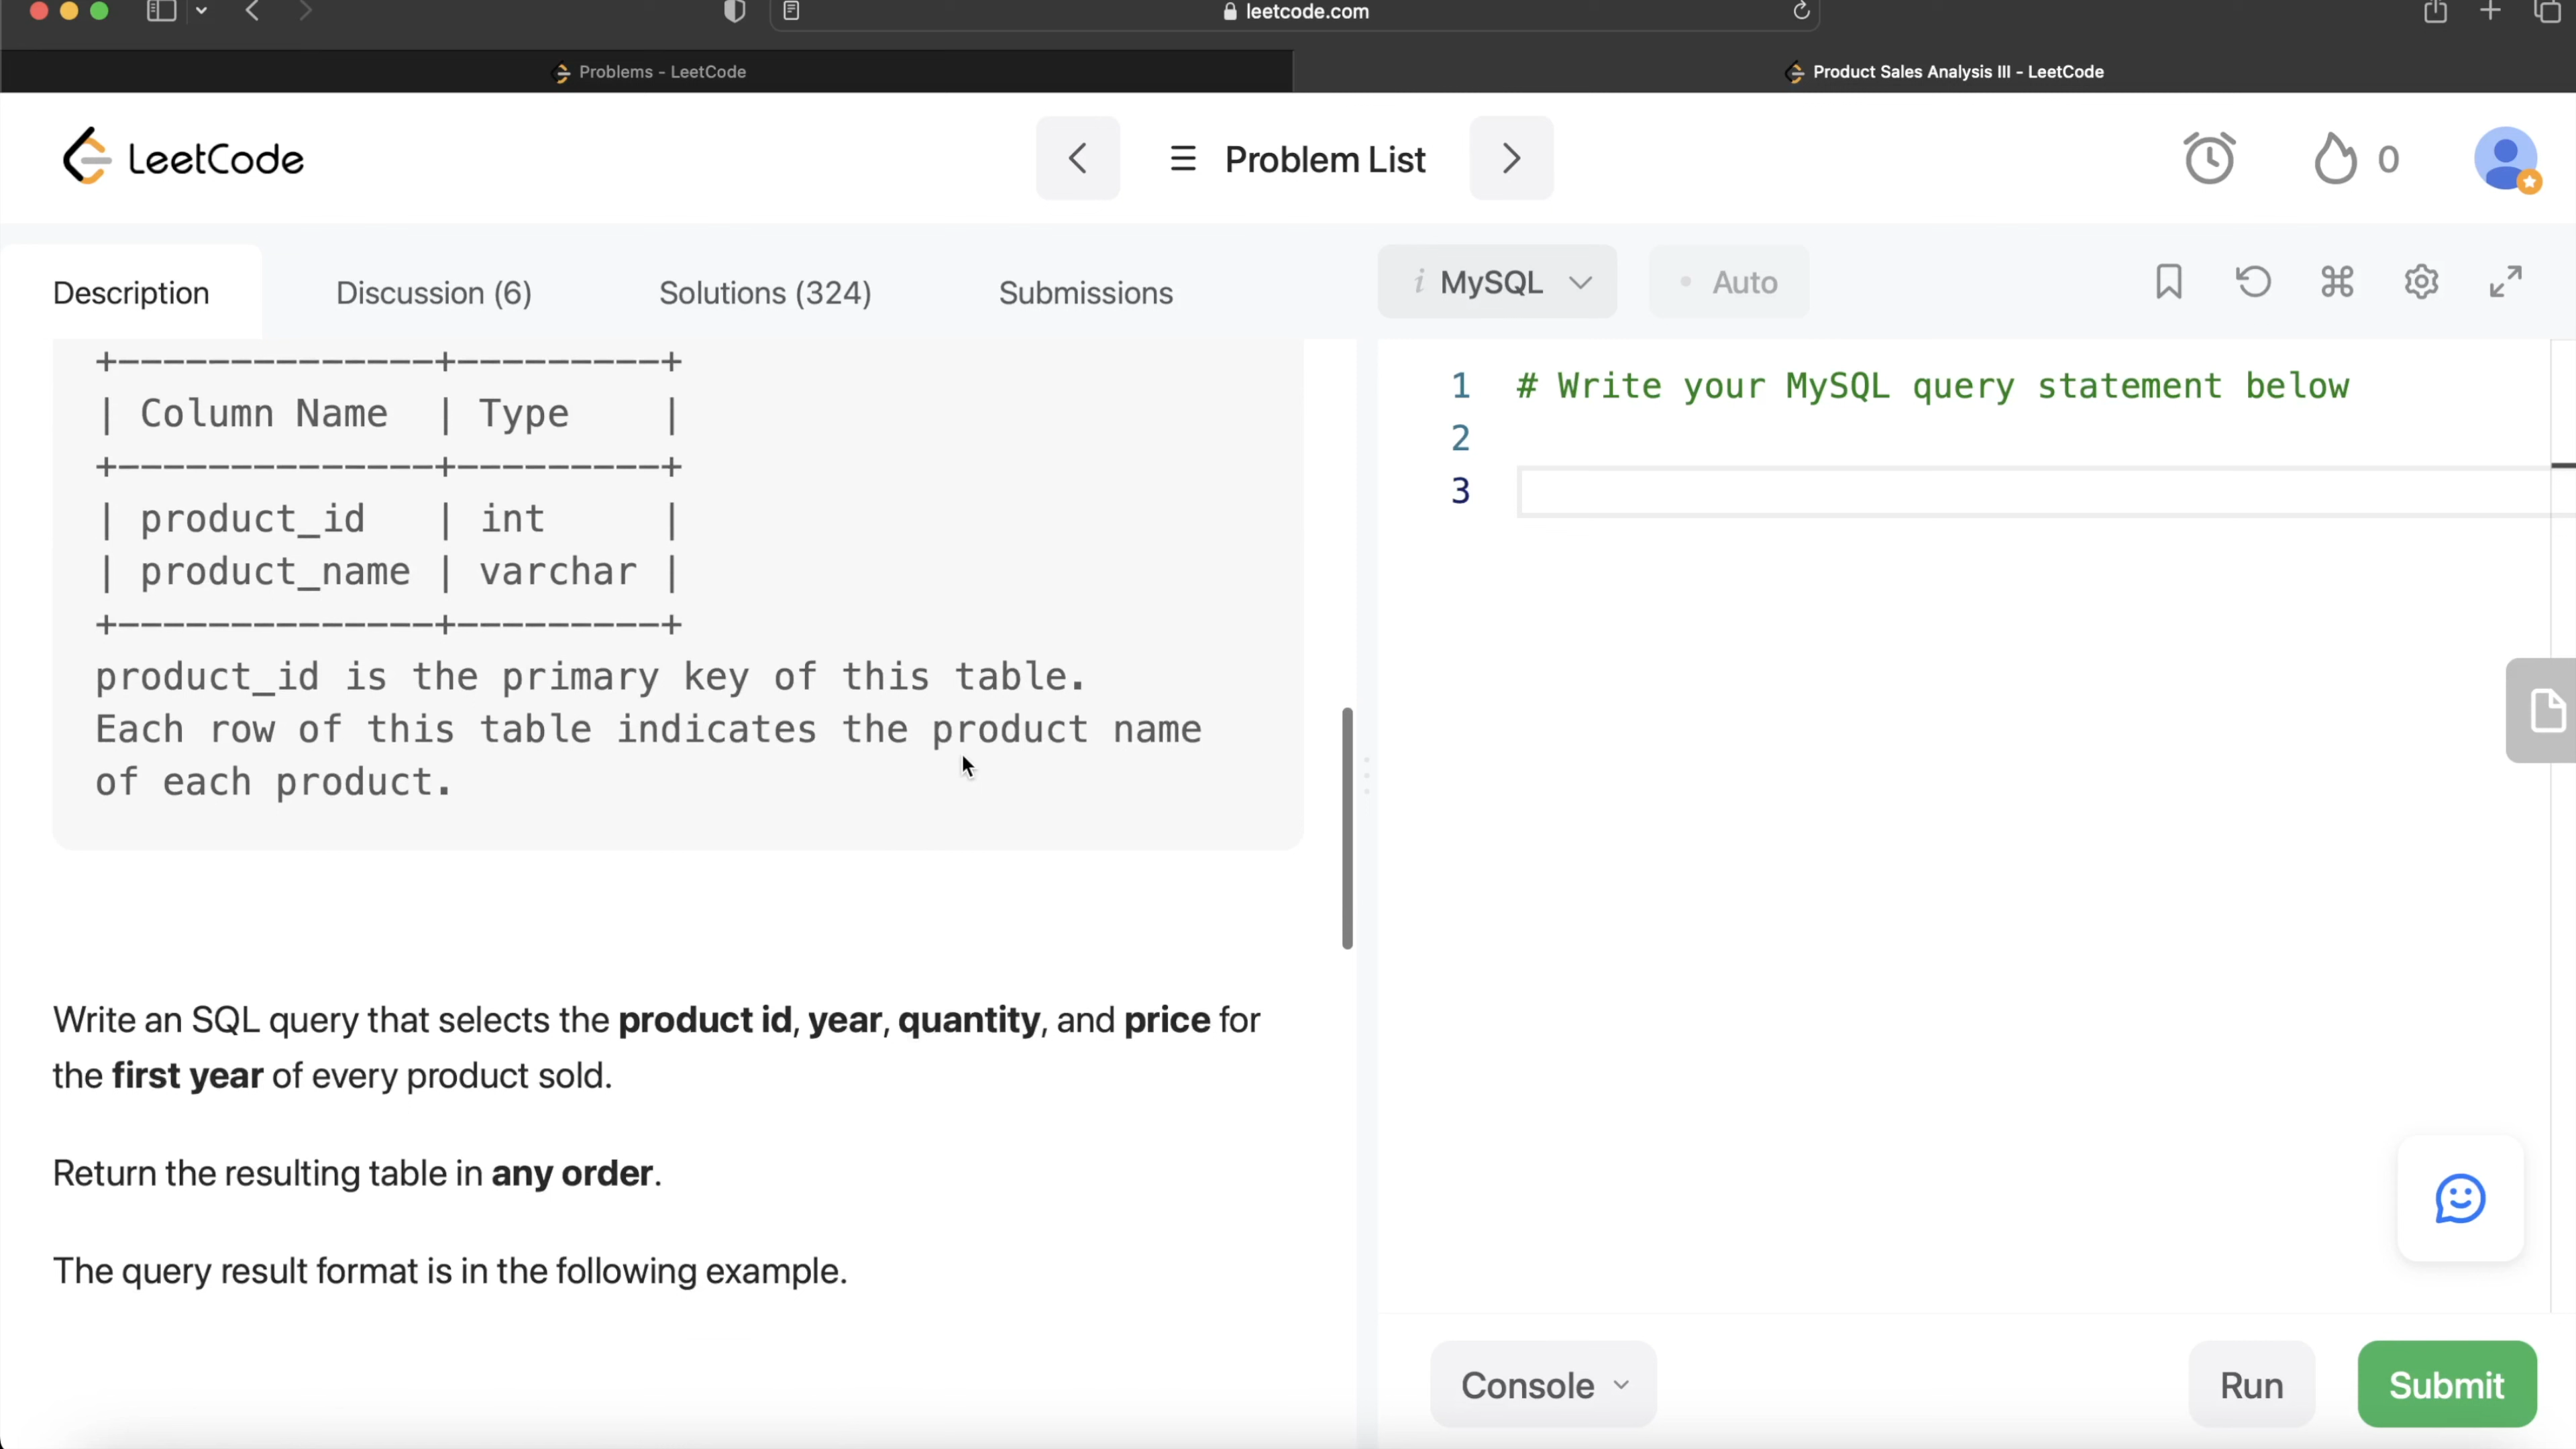 leetcode.com
Problems - LeetCode
Product Sales Analysis III - LeetCode
LeetCode
Problem List
0
Description
Discussion (6)
Solutions (324)
Submissions
i MySQL
Auto
+--------------+---------+
| Column Name  | Type    |
+--------------+---------+
| product_id   | int     |
| product_name | varchar |
+--------------+---------+
product_id is the primary key of this table.
Each row of this table indicates the product name
of each product.
Write an SQL query that selects the product id, year, quantity, and price for
the first year of every product sold.
Return the resulting table in any order.
The query result format is in the following example.
1 # Write your MySQL query statement below
2
3
Console
Run
Submit